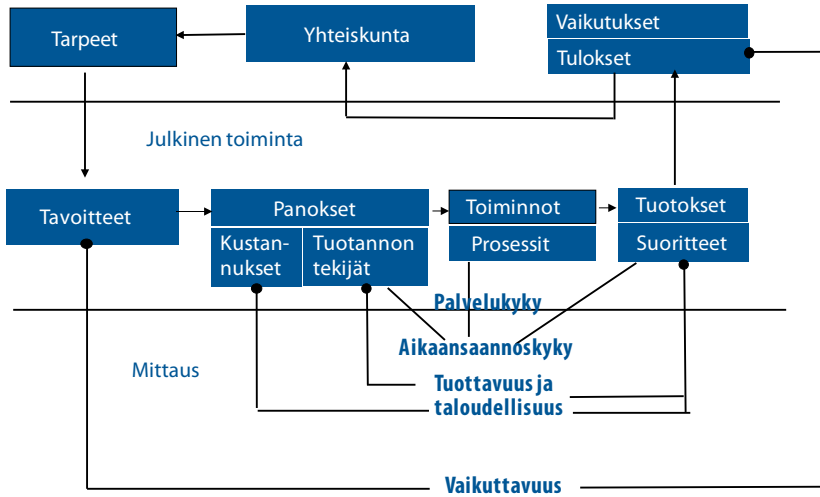 Tarpeet
Yhteiskunta
Vaikutukset
Tulokset
Julkinen toiminta
Tavoitteet
Panokset
Kustan-
nukset
Tuotannon
tekijät
Toiminnot
Prosessit
Tuotokset
Suoritteet
Palvelukyky
Aikaansaannoskyky
Mittaus
Tuottavuus ja
taloudellisuus
Vaikuttavuus